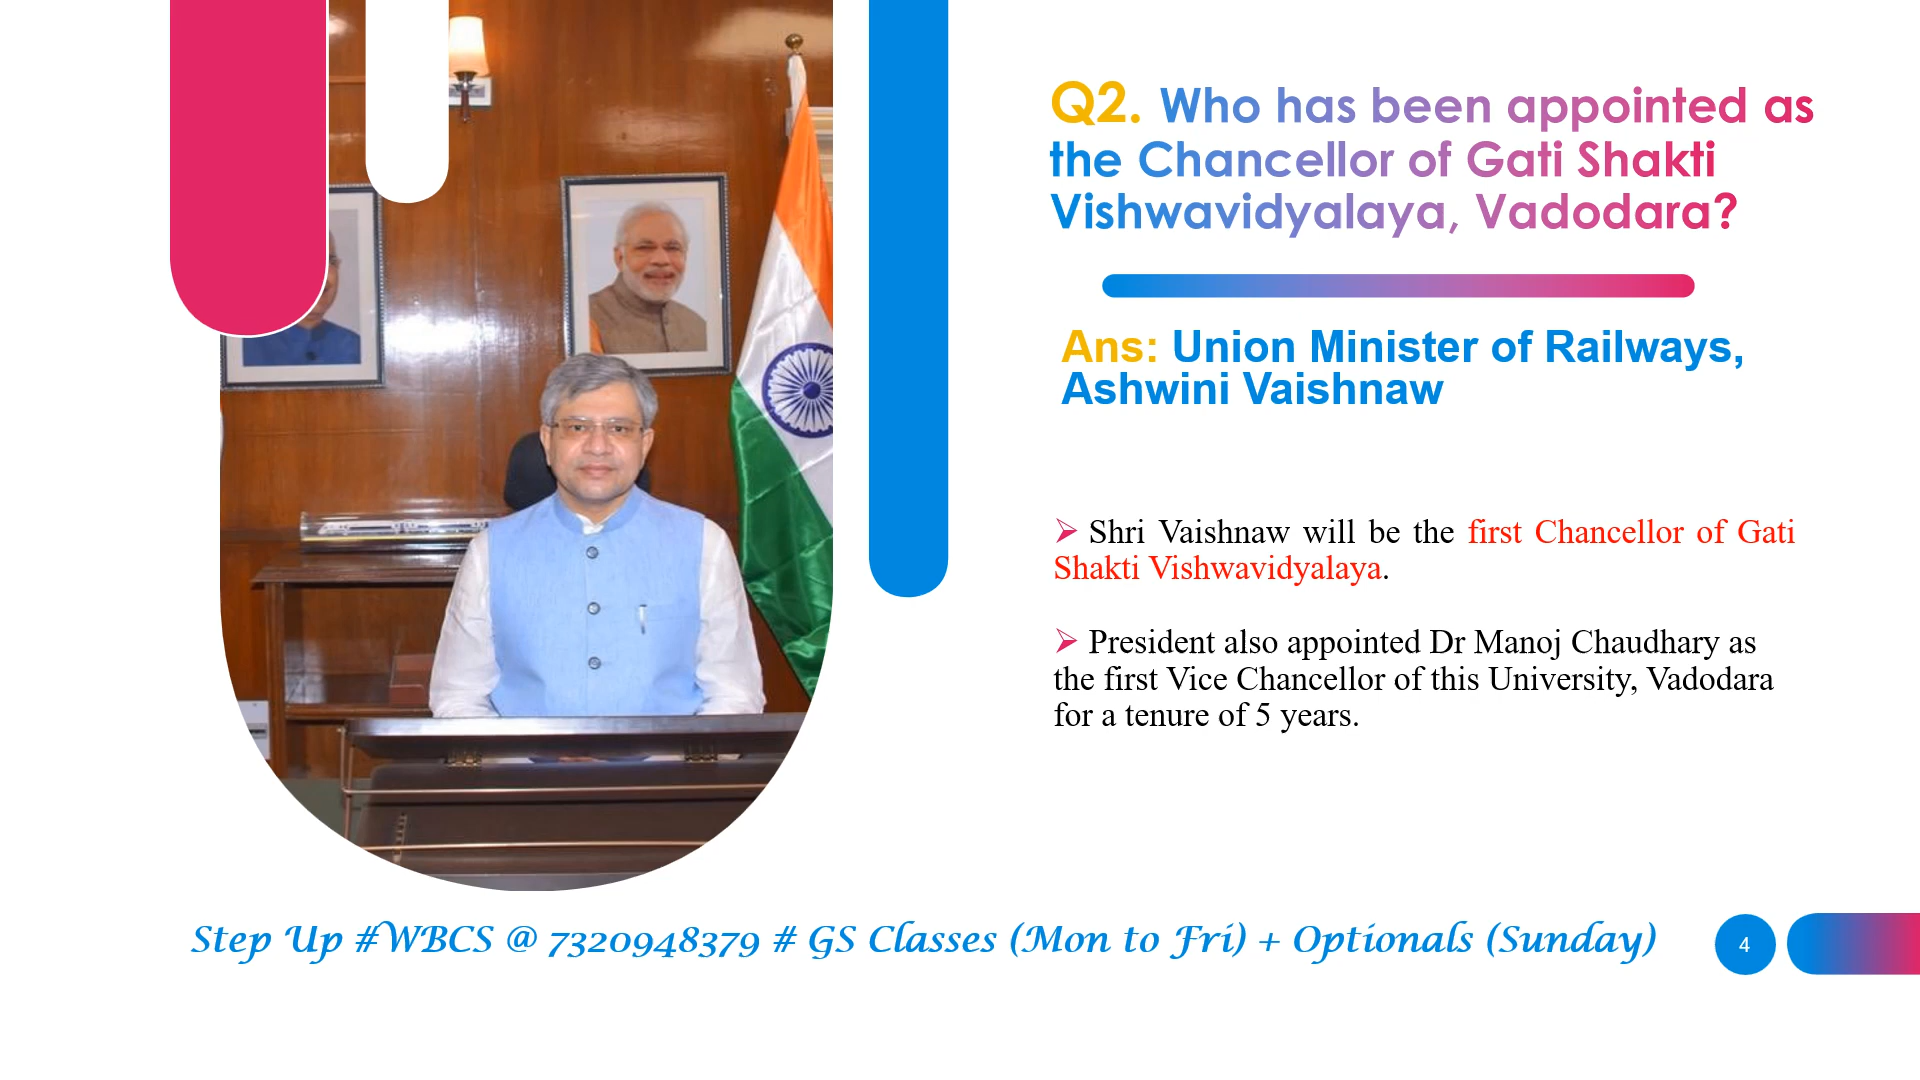 Q2. Who has been appointed as
the Chancellor of Gati Shakti
Vishwavidyalaya, Vadodara?
Ans: Union Minister of Railways,
Ashwini Vaishnaw
➢ Shri Vaishnaw will be the first Chancellor of Gati
Shakti Vishwavidyalaya.
➢ President also appointed Dr Manoj Chaudhary as
the first Vice Chancellor of this University, Vadodara
for a tenure of 5 years.
Step Up #WBCS @ 7320948379 # GS Classes (Mon to Fri) + Optionals (Sunday)
4